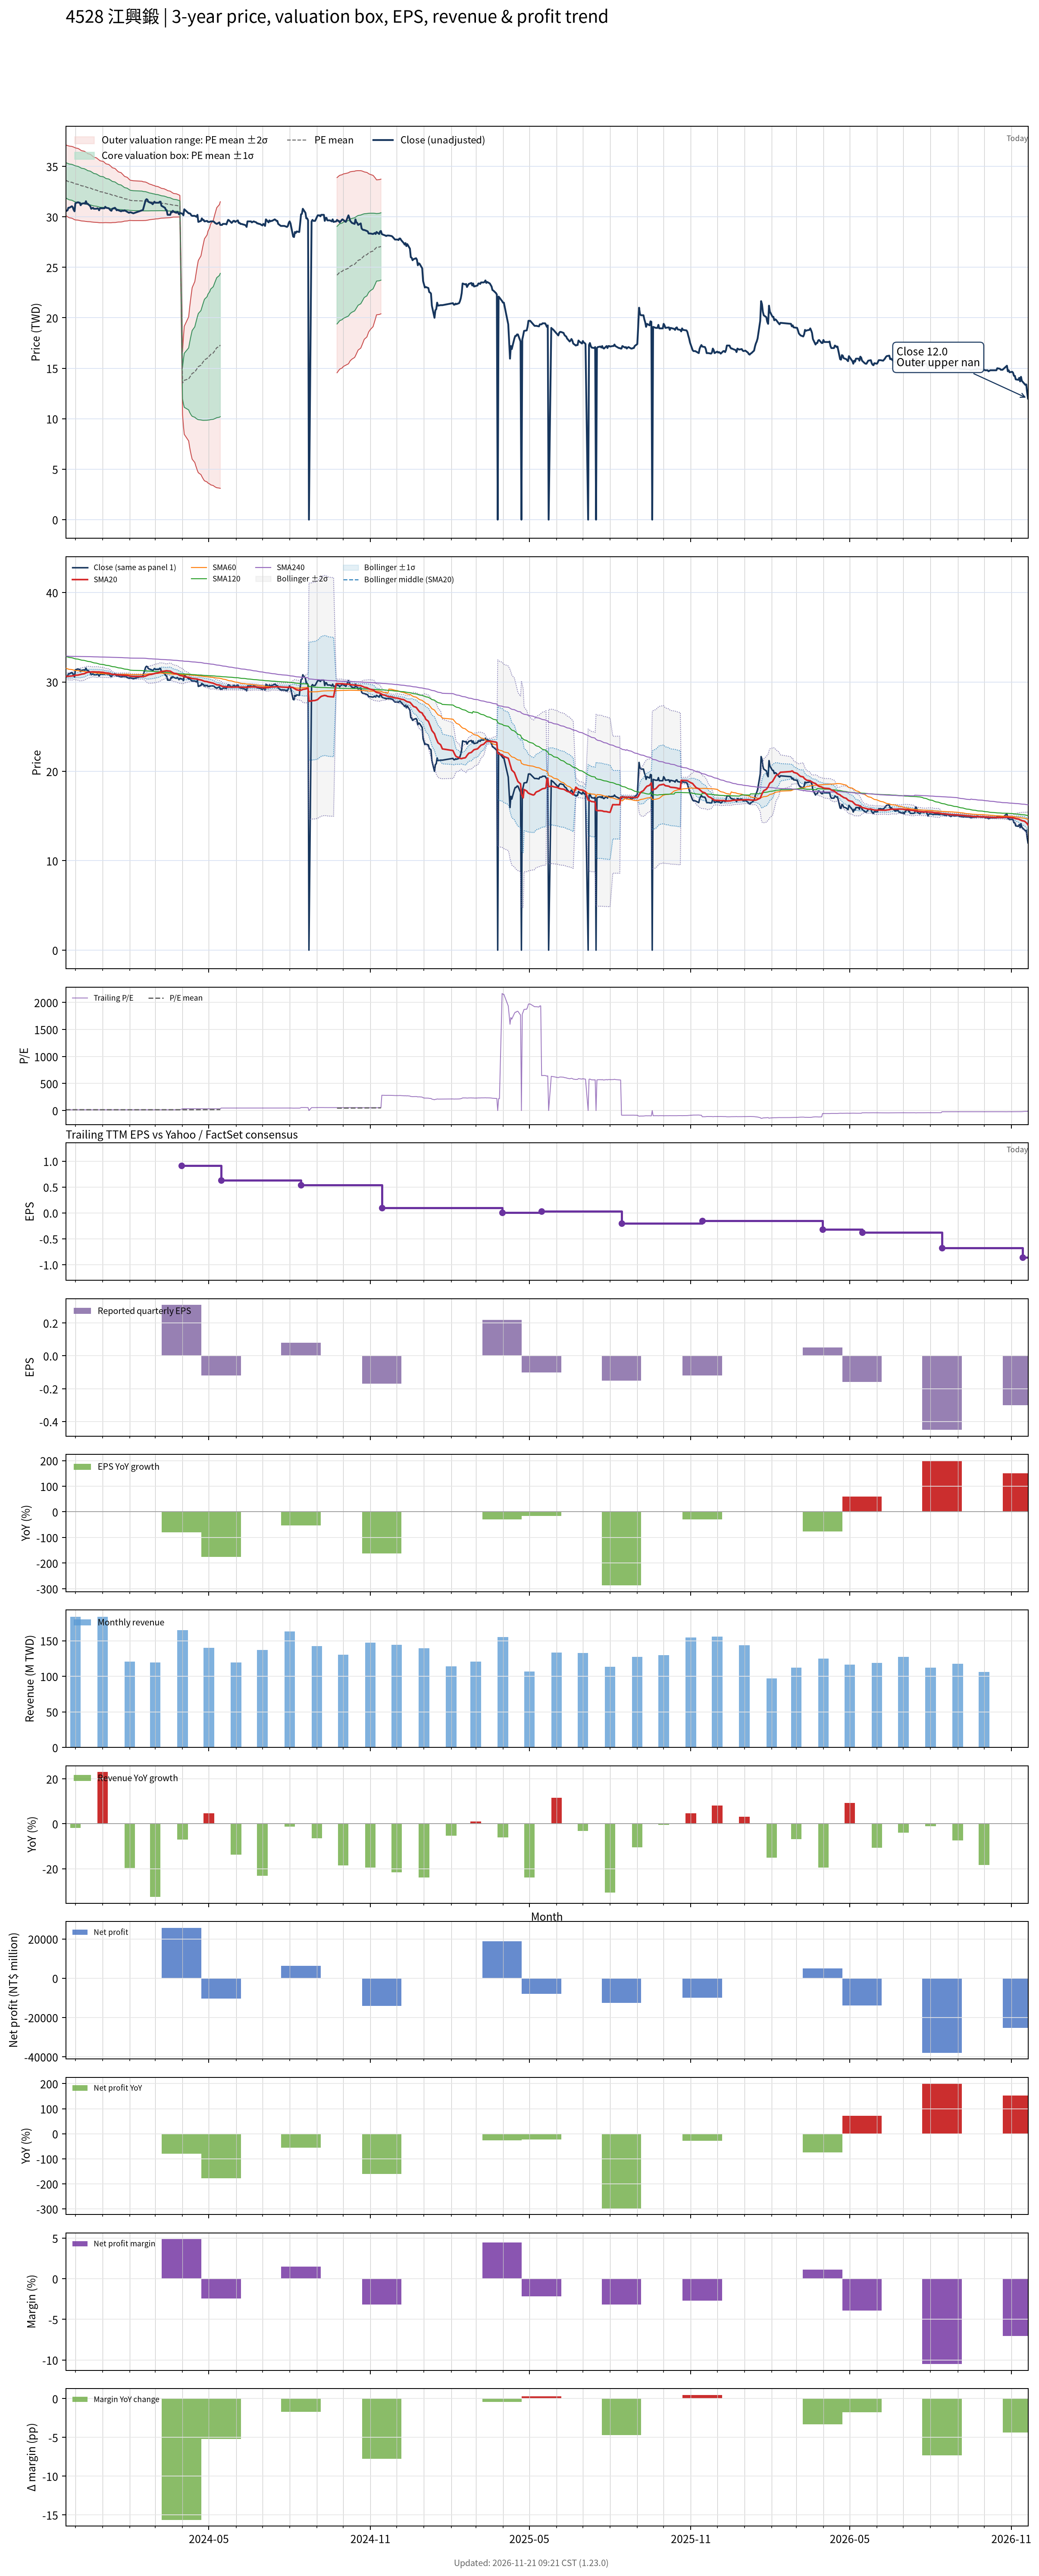 4528 江興鍛 | 3-year price, valuation box, EPS, revenue & profit trend
Outer valuation range: PE mean ±2σ
Core valuation box: PE mean ±1σ
PE mean
Close (unadjusted)
Today
Price (TWD)
35
30
25
20
15
10
5
0
Close 12.0
Outer upper nan
Close (same as panel 1)
SMA20
SMA60
SMA120
SMA240
Bollinger ±2σ
Bollinger ±1σ
Bollinger middle (SMA20)
Price
40
30
20
10
0
Trailing P/E
P/E mean
P/E
2000
1500
1000
500
0
Trailing TTM EPS vs Yahoo / FactSet consensus
Today
EPS
1.0
0.5
0.0
-0.5
-1.0
Reported quarterly EPS
EPS
0.2
0.0
-0.2
-0.4
EPS YoY growth
YoY (%)
200
100
0
-100
-200
-300
Monthly revenue
Revenue (M TWD)
150
100
50
0
Revenue YoY growth
YoY (%)
20
0
-20
Month
Net profit
Net profit (NT$ million)
20000
0
-20000
-40000
Net profit YoY
YoY (%)
200
100
0
-100
-200
-300
Net profit margin
Margin (%)
5
0
-5
-10
Margin YoY change
Δ margin (pp)
0
-5
-10
-15
2024-05
2024-11
2025-05
2025-11
2026-05
2026-11
Updated: 2026-11-21 09:21 CST (1.23.0)